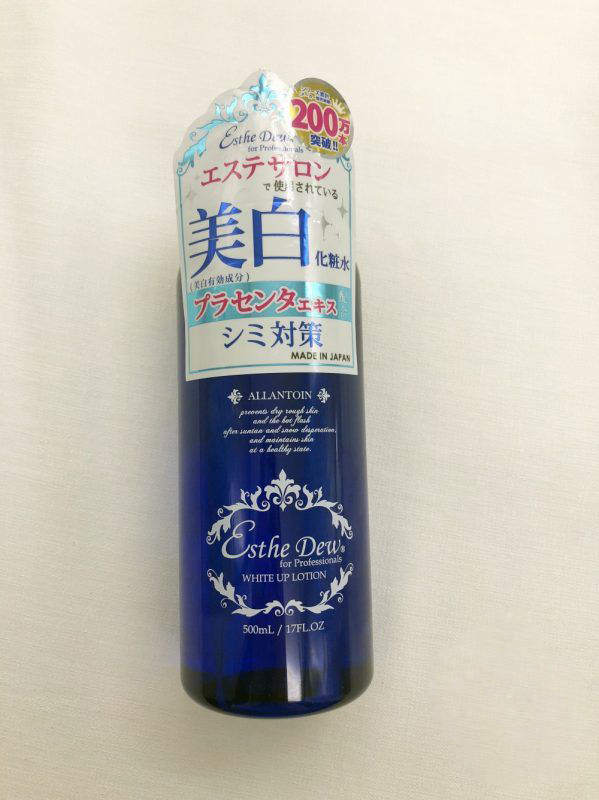 200万
本
突破!!
Esthe Dew®
for Professionals
エステサロン
で使用されている
美白
化粧水
(美白有効成分)
プラセンタエキス
配合
シミ対策
MADE IN JAPAN
ALLANTOIN
prevents dry rough skin
and the hot flash
after suntan and snow desperation,
and maintains skin
at a healthy state.
Esthe Dew®
for Professionals
WHITE UP LOTION
500mL / 17FL.OZ